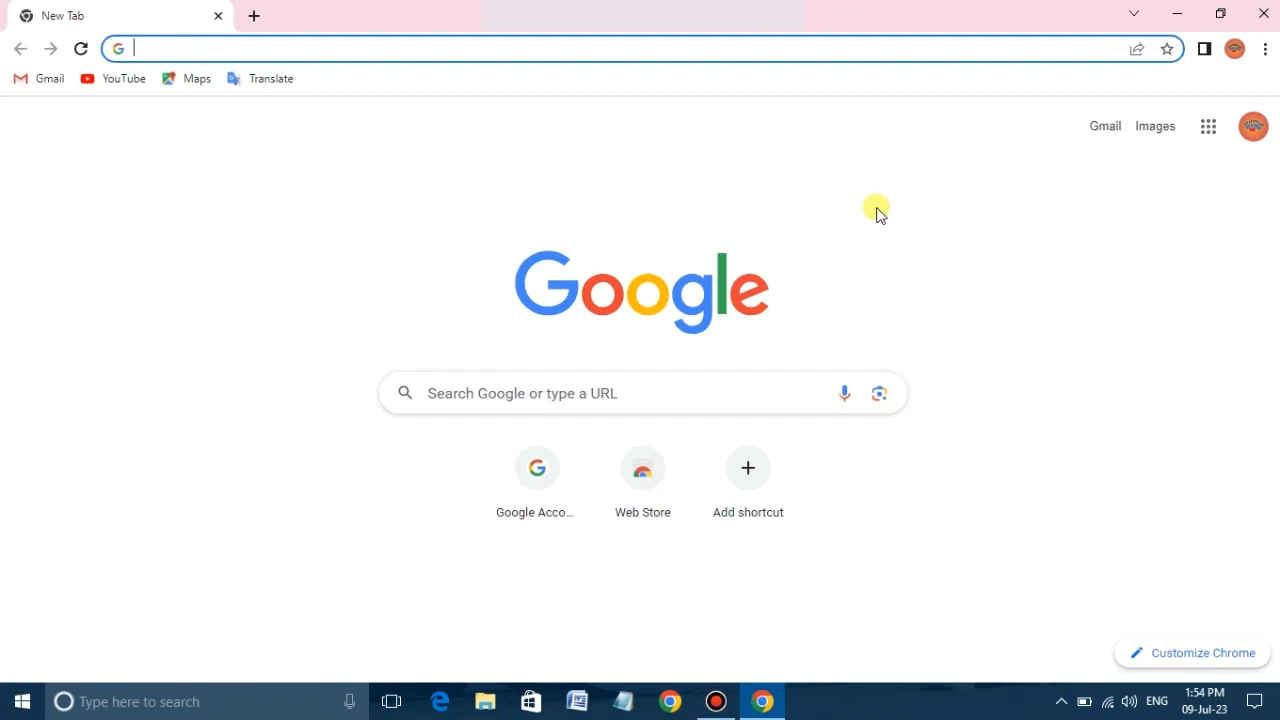 New Tab
Gmail YouTube Maps Translate
Gmail Images
Google
Search Google or type a URL
Google Acco... Web Store Add shortcut
Customize Chrome
Type here to search
ENG
1:54 PM
09-Jul-23